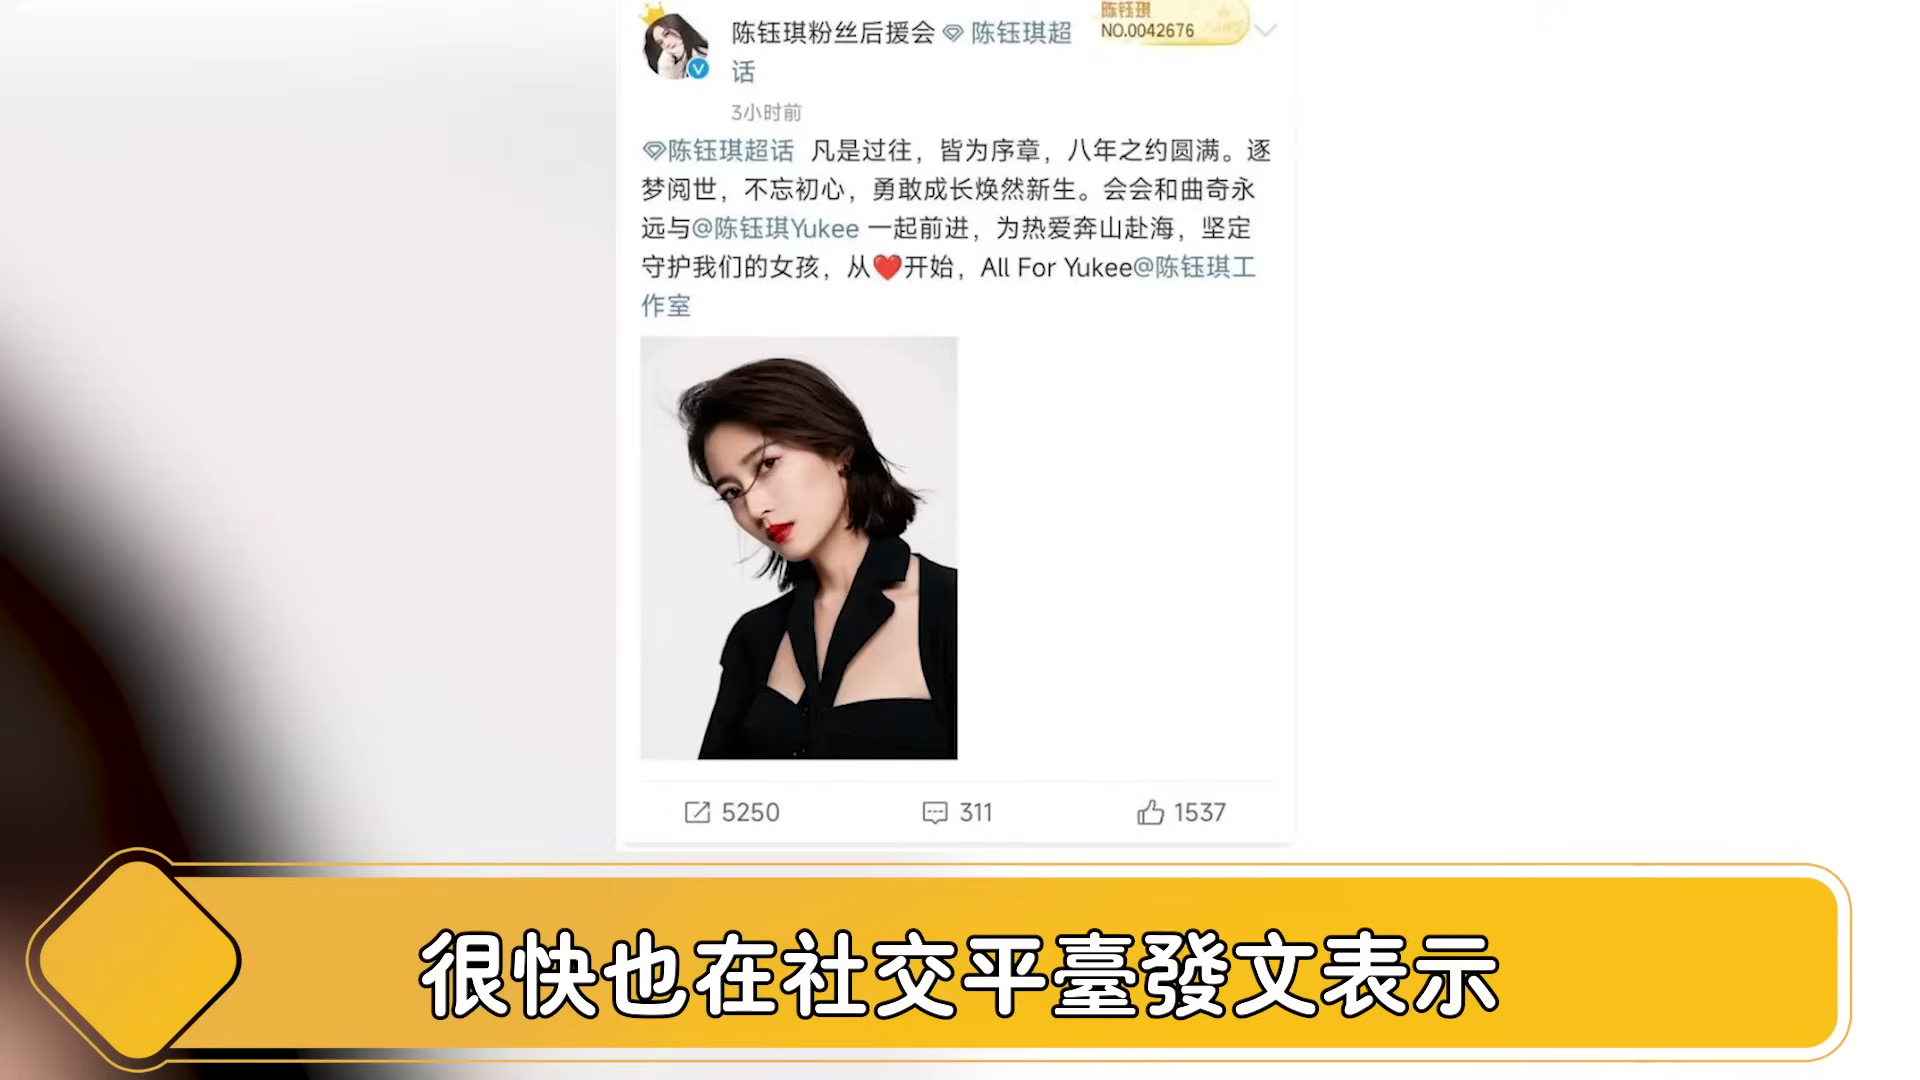 陈钰琪粉丝后援会 陈钰琪超
话
陈钰琪
NO.0042676
3小时前
陈钰琪超话 凡是过往，皆为序章，八年之约圆满。逐
梦阅世，不忘初心，勇敢成长焕然新生。会会和曲奇永
远与@陈钰琪Yukee 一起前进，为热爱奔山赴海，坚定
守护我们的女孩，从❤️开始，All For Yukee@陈钰琪工
作室
5250 311 1537
很快也在社交平臺發文表示